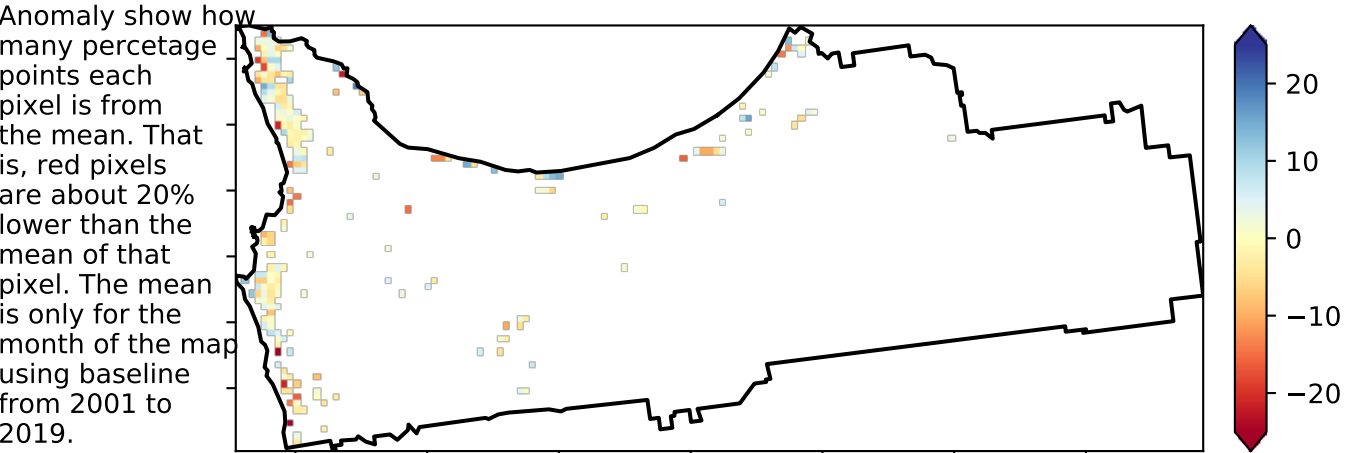 Anomaly show how
many percetage
points each
pixel is from
the mean. That
is, red pixels
are about 20%
lower than the
mean of that
pixel. The mean
is only for the
month of the map
using baseline
from 2001 to
2019.
20
10
0
−10
−20